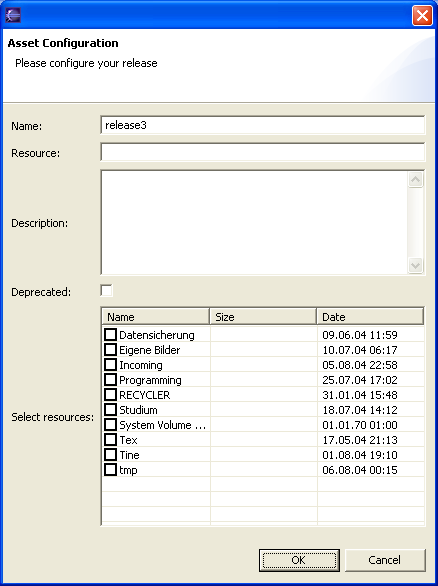 Asset Configuration
Please configure your release
Name: release3
Resource:
Description:
Deprecated:
Select resources:
Name Size Date
Datensicherung 09.06.04 11:59
Eigene Bilder 10.07.04 06:17
Incoming 05.08.04 22:58
Programming 25.07.04 17:02
RECYCLER 31.01.04 15:48
Studium 18.07.04 14:12
System Volume ... 01.01.70 01:00
Tex 17.05.04 21:13
Tine 01.08.04 19:10
tmp 06.08.04 00:15
OK Cancel